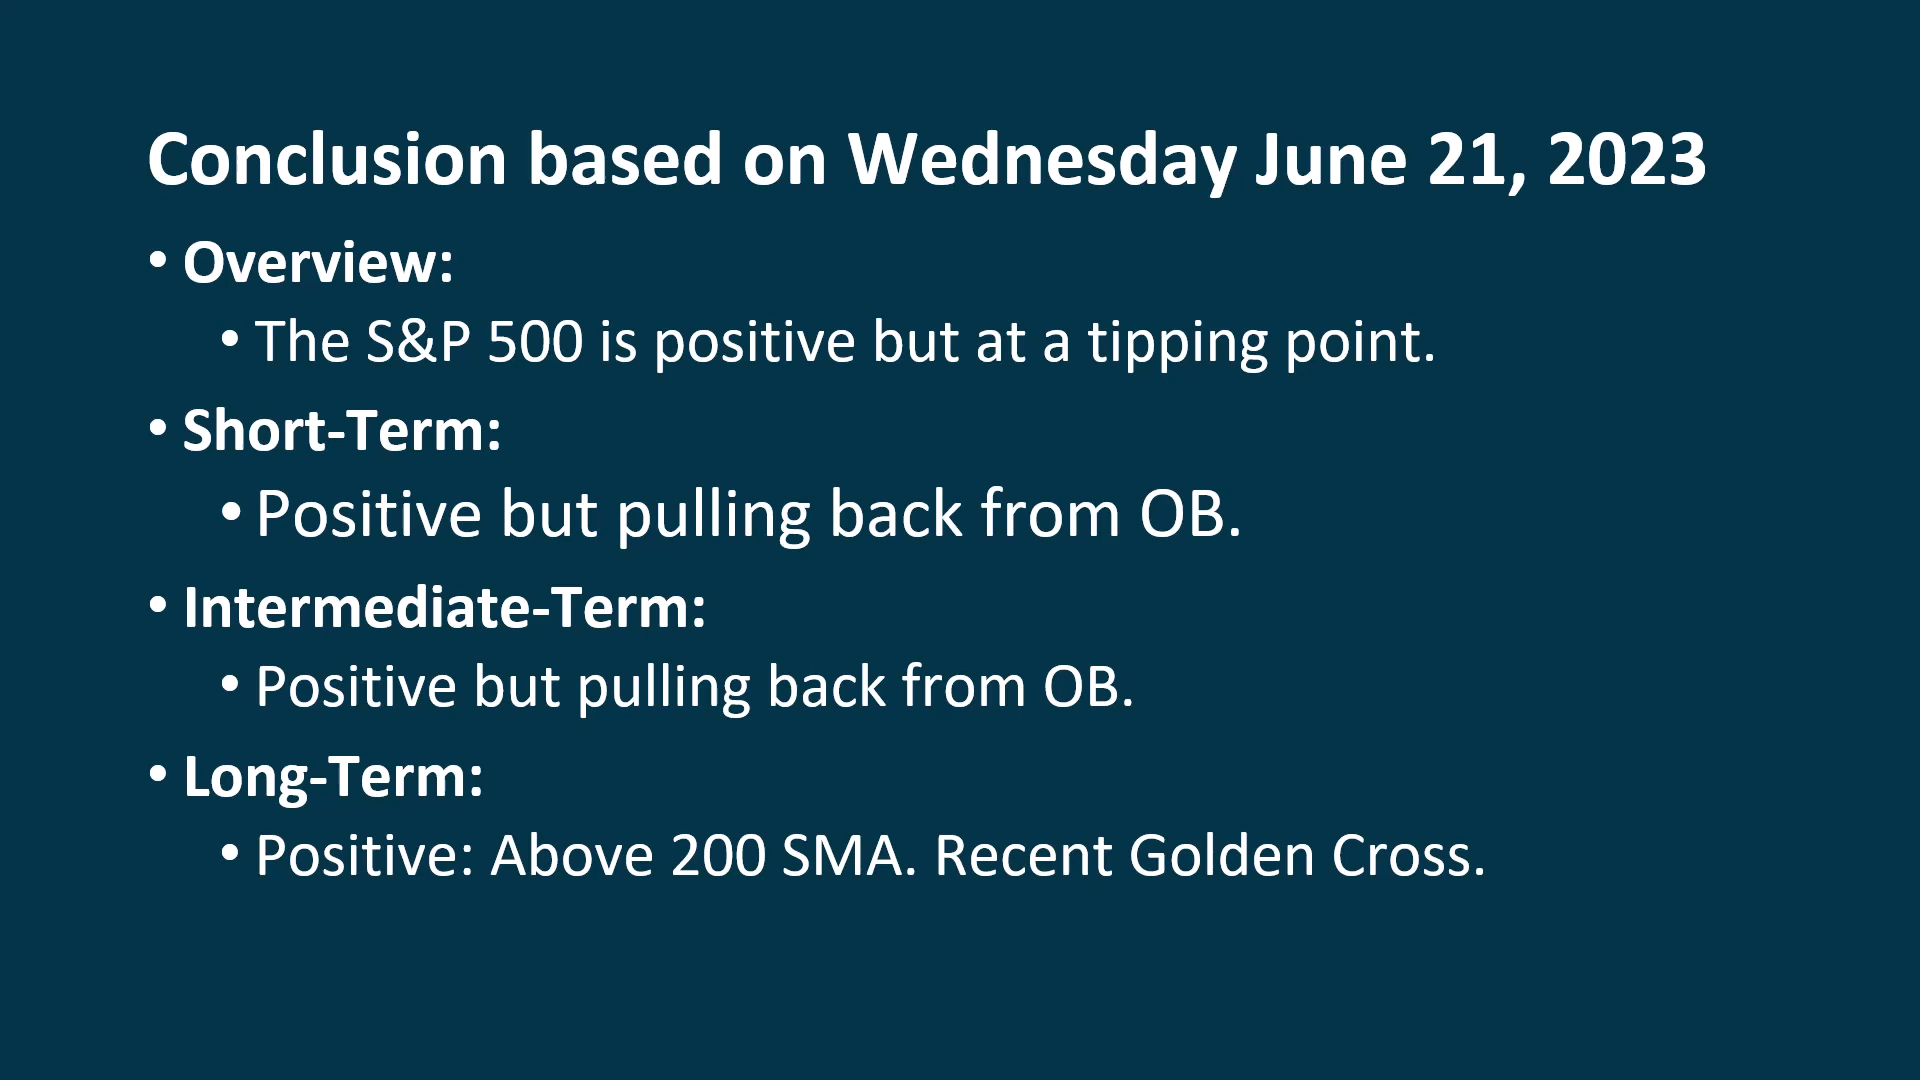 Conclusion based on Wednesday June 21, 2023
• Overview:
• The S&P 500 is positive but at a tipping point.
• Short-Term:
• Positive but pulling back from OB.
• Intermediate-Term:
• Positive but pulling back from OB.
• Long-Term:
• Positive: Above 200 SMA. Recent Golden Cross.